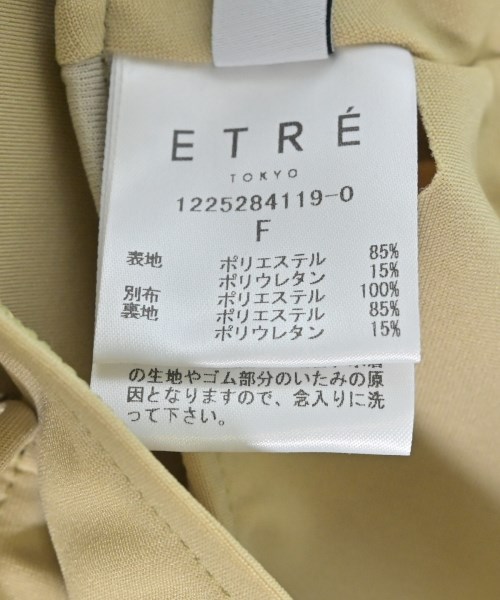 ETRÉ
TOKYO
1225284119-0
F
表地 ポリエステル 85%
ポリウレタン 15%
別布 ポリエステル 100%
裏地 ポリエステル 85%
ポリウレタン 15%
の生地やゴム部分のいたみの原
因となりますので、念入りに洗
って下さい。